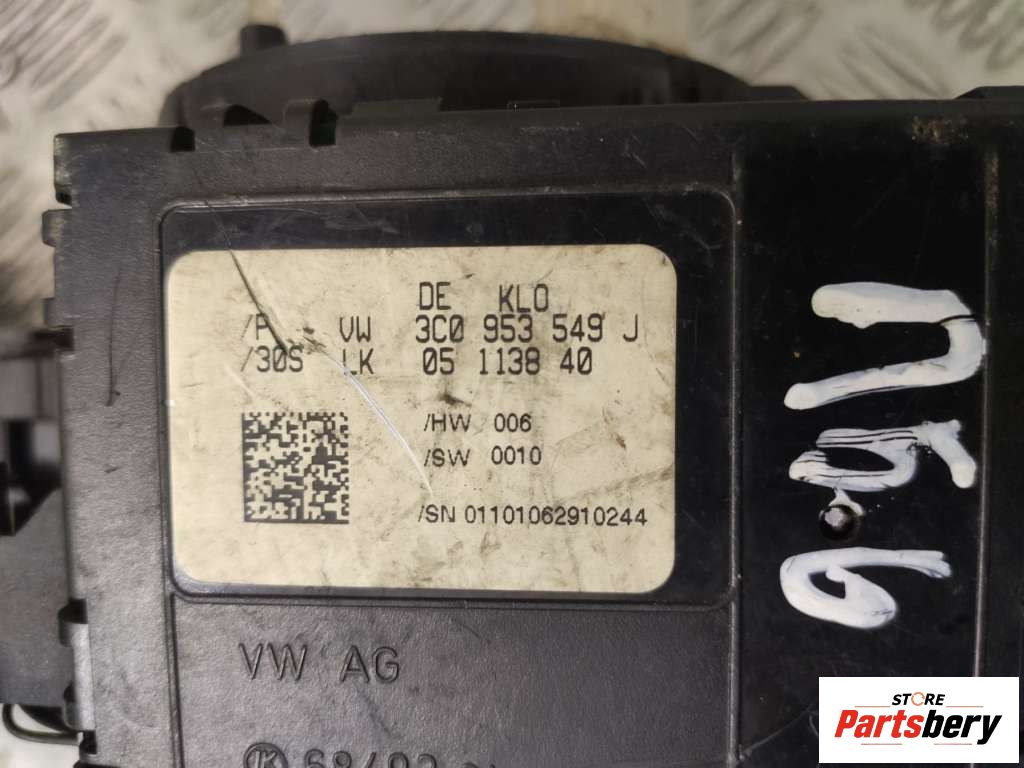 DE KLO
/P VW 3C0 953 549 J
/30S LK 05 1138 40
/HW 006
/SW 0010
/SN 01101062910244
VW AG
STORE
Partsbery